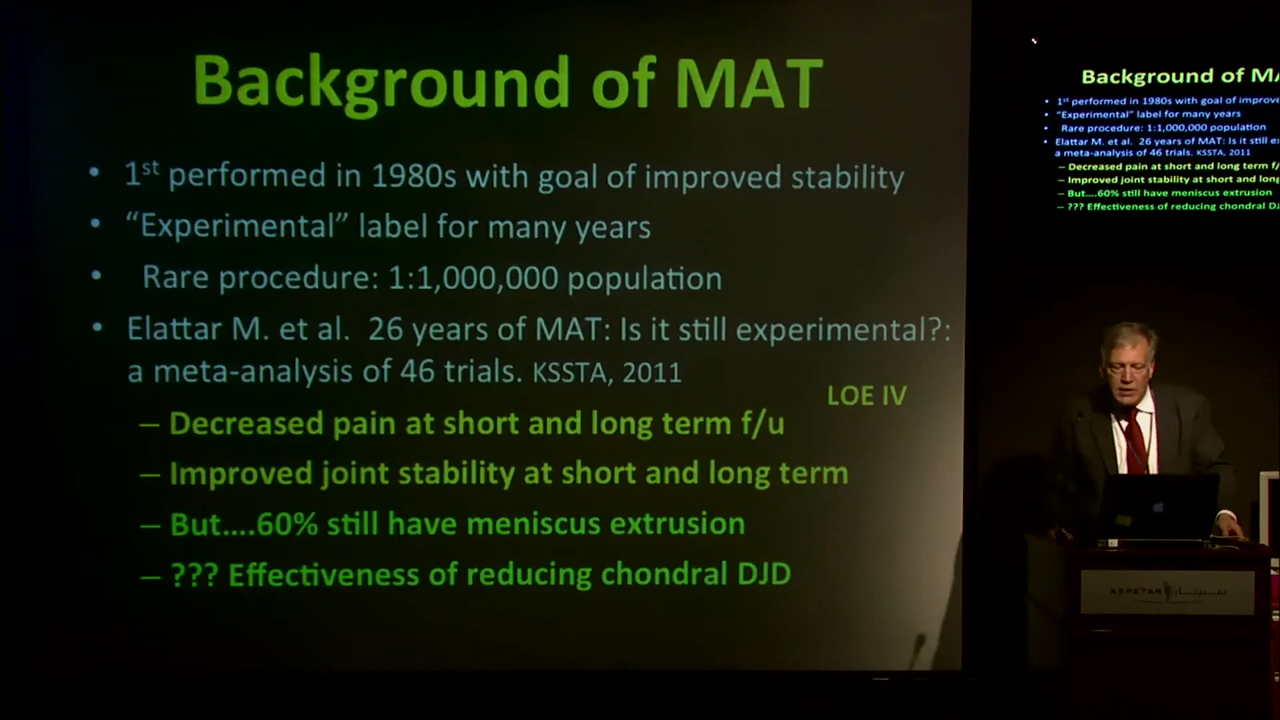 Background of MAT
• 1st performed in 1980s with goal of improved stability
• “Experimental” label for many years
• Rare procedure: 1:1,000,000 population
• Elattar M. et al. 26 years of MAT: Is it still experimental?:
a meta-analysis of 46 trials. KSSTA, 2011
LOE IV
– Decreased pain at short and long term f/u
– Improved joint stability at short and long term
– But....60% still have meniscus extrusion
– ??? Effectiveness of reducing chondral DJD
Background of MA
• 1st performed in 1980s with goal of improve
• “Experimental” label for many years
• Rare procedure: 1:1,000,000 population
• Elattar M. et al. 26 years of MAT: Is it still e
a meta-analysis of 46 trials. KSSTA, 2011
– Decreased pain at short and long term f/
– Improved joint stability at short and long
– But....60% still have meniscus extrusion
– ??? Effectiveness of reducing chondral DJ
ASPETAR سبيتار